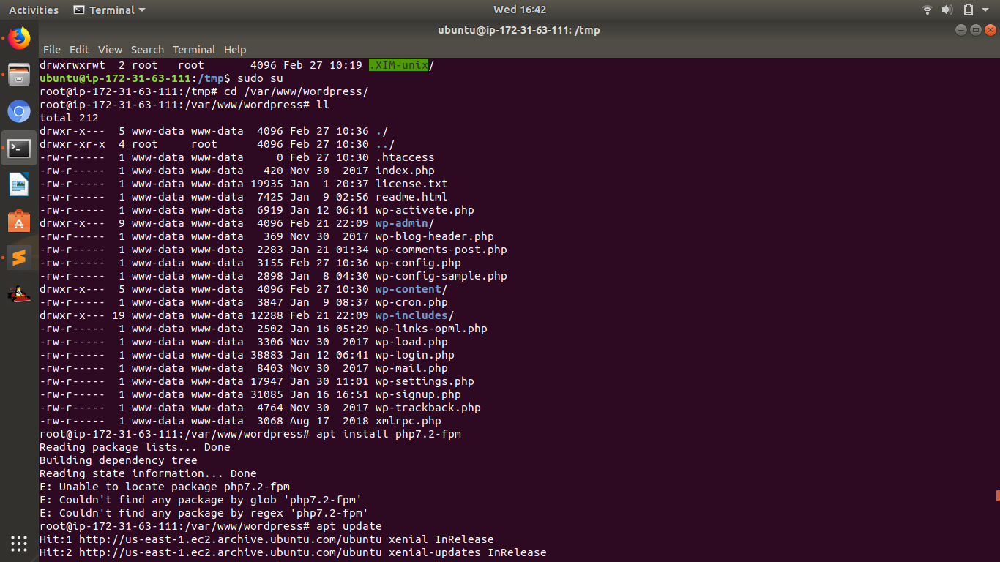 Activities Terminal Wed 16:42
ubuntu@ip-172-31-63-111: /tmp
File Edit View Search Terminal Help
drwxrwxrwt  2 root   root       4096 Feb 27 10:19 .XIM-unix/
ubuntu@ip-172-31-63-111:/tmp$ sudo su
root@ip-172-31-63-111:/tmp# cd /var/www/wordpress/
root@ip-172-31-63-111:/var/www/wordpress# ll
total 212
drwxr-x---  5 www-data www-data  4096 Feb 27 10:36 ./
drwxr-xr-x  4 root     root      4096 Feb 27 10:30 ../
-rw-r-----  1 www-data www-data     0 Feb 27 10:30 .htaccess
-rw-r-----  1 www-data www-data   420 Nov 30  2017 index.php
-rw-r-----  1 www-data www-data 19935 Jan  1 20:37 license.txt
-rw-r-----  1 www-data www-data  7425 Jan  9 02:56 readme.html
-rw-r-----  1 www-data www-data  6919 Jan 12 06:41 wp-activate.php
drwxr-x---  9 www-data www-data  4096 Feb 21 22:09 wp-admin/
-rw-r-----  1 www-data www-data   369 Nov 30  2017 wp-blog-header.php
-rw-r-----  1 www-data www-data  2283 Jan 21 01:34 wp-comments-post.php
-rw-r-----  1 www-data www-data  3155 Feb 27 10:36 wp-config.php
-rw-r-----  1 www-data www-data  2898 Jan  8 04:30 wp-config-sample.php
drwxr-x---  5 www-data www-data  4096 Feb 27 10:30 wp-content/
-rw-r-----  1 www-data www-data  3847 Jan  9 08:37 wp-cron.php
drwxr-x--- 19 www-data www-data 12288 Feb 21 22:09 wp-includes/
-rw-r-----  1 www-data www-data  2502 Jan 16 05:29 wp-links-opml.php
-rw-r-----  1 www-data www-data  3306 Nov 30  2017 wp-load.php
-rw-r-----  1 www-data www-data 38883 Jan 12 06:41 wp-login.php
-rw-r-----  1 www-data www-data  8403 Nov 30  2017 wp-mail.php
-rw-r-----  1 www-data www-data 17947 Jan 30 11:01 wp-settings.php
-rw-r-----  1 www-data www-data 31085 Jan 16 16:51 wp-signup.php
-rw-r-----  1 www-data www-data  4764 Nov 30  2017 wp-trackback.php
-rw-r-----  1 www-data www-data  3068 Aug 17  2018 xmlrpc.php
root@ip-172-31-63-111:/var/www/wordpress# apt install php7.2-fpm
Reading package lists... Done
Building dependency tree
Reading state information... Done
E: Unable to locate package php7.2-fpm
E: Couldn't find any package by glob 'php7.2-fpm'
E: Couldn't find any package by regex 'php7.2-fpm'
root@ip-172-31-63-111:/var/www/wordpress# apt update
Hit:1 http://us-east-1.ec2.archive.ubuntu.com/ubuntu xenial InRelease
Hit:2 http://us-east-1.ec2.archive.ubuntu.com/ubuntu xenial-updates InRelease